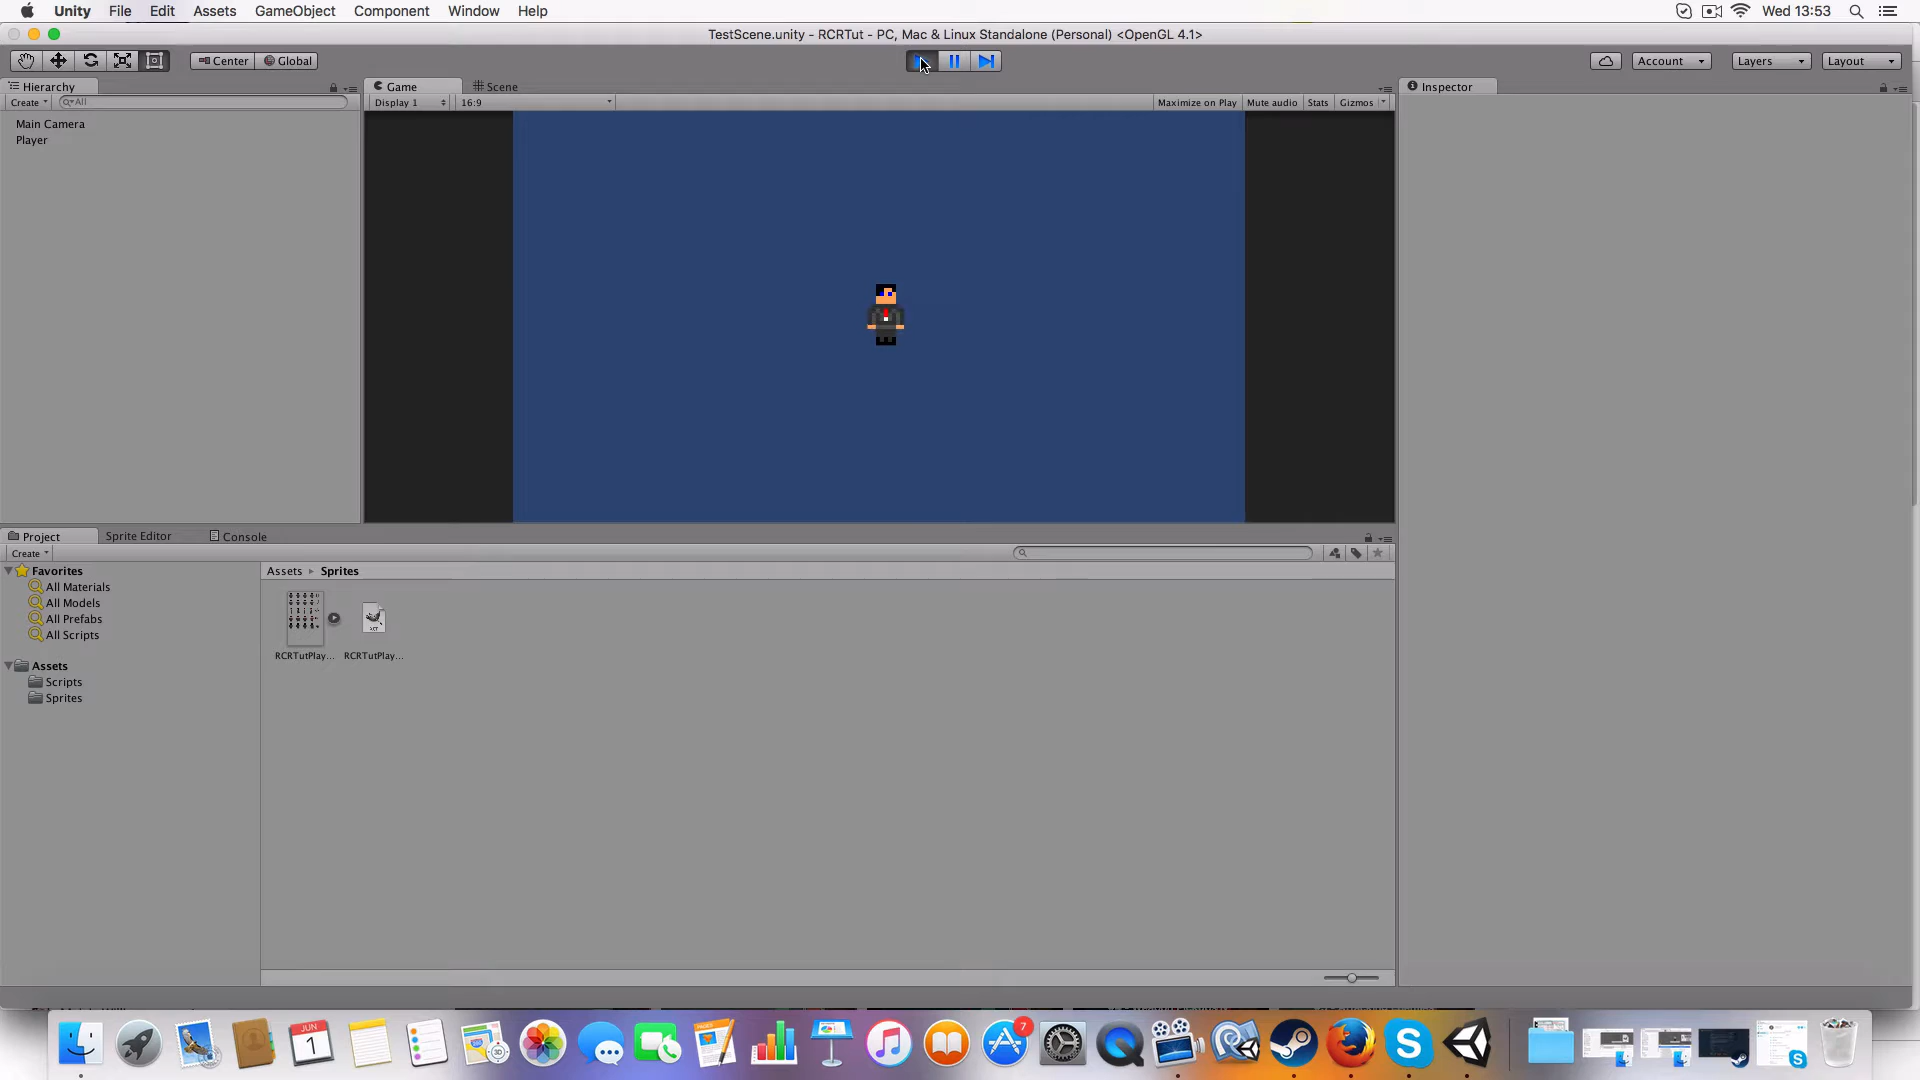 Unity File Edit Assets GameObject Component Window Help Wed 13:53
TestScene.unity - RCRTut - PC, Mac & Linux Standalone (Personal) <OpenGL 4.1>
Center Global Account Layers Layout
Hierarchy Game Scene Inspector
Create All Display 1 16:9 Maximize on Play Mute audio Stats Gizmos
Main Camera
Player
Project Sprite Editor Console
Create
Favorites Assets Sprites
All Materials
All Models
All Prefabs
All Scripts
RCRTutPlay... RCRTutPlay...
Assets
Scripts
Sprites
JUN
1
7
3D
PAGES